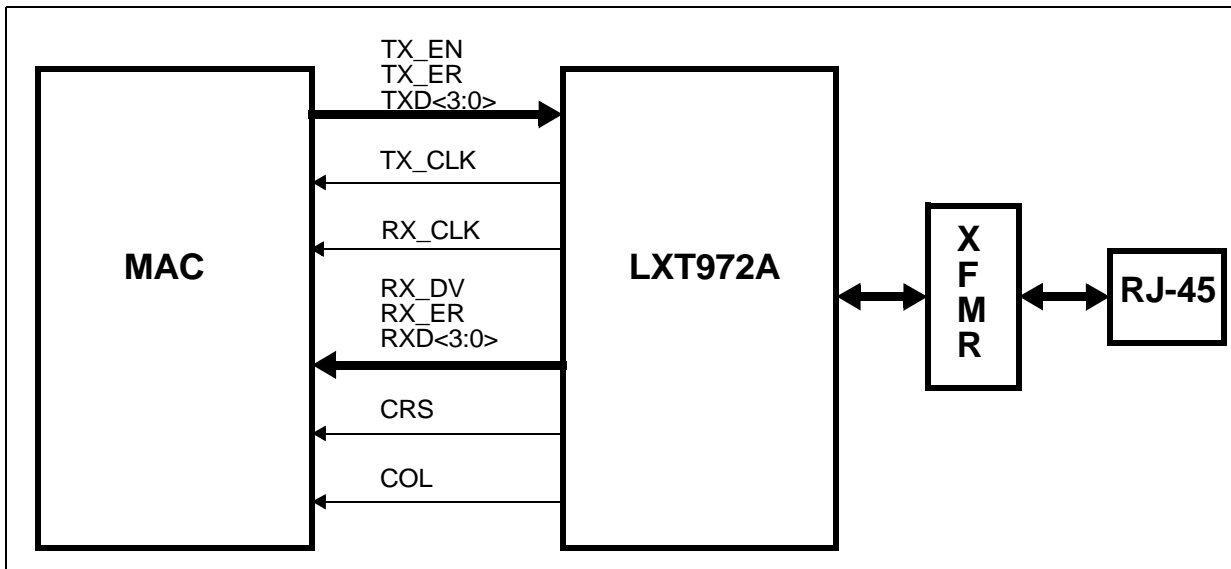 TX_EN
TX_ER
TXD<3:0>
TX_CLK
RX_CLK
MAC
LXT972A
RX_DV
RX_ER
RXD<3:0>
CRS
COL
X
F
M
R
RJ-45